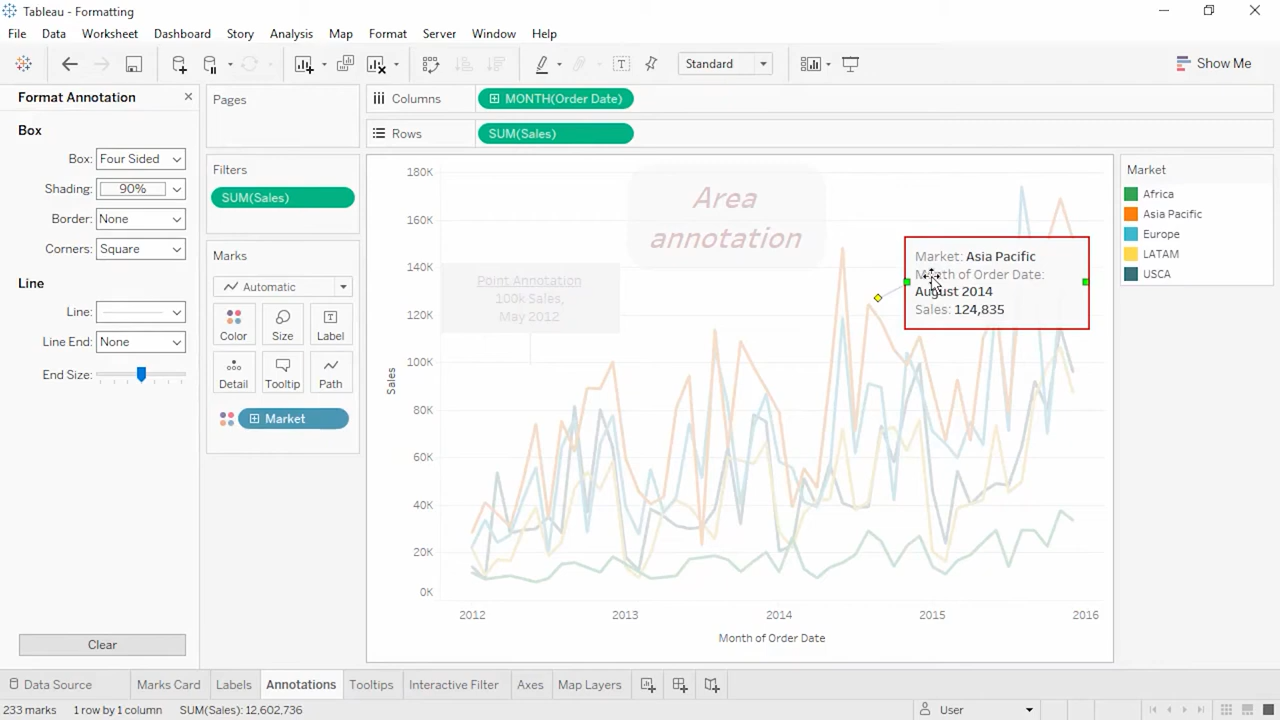 Tableau - Formatting
File Data Worksheet Dashboard Story Analysis Map Format Server Window Help
Standard
Show Me
Format Annotation
Box
Box: Four Sided
Shading: 90%
Border: None
Corners: Square
Line
Line:
Line End: None
End Size:
Clear
Pages
Filters
SUM(Sales)
Marks
Automatic
Color Size Label
Detail Tooltip Path
Market
Columns MONTH(Order Date)
Rows SUM(Sales)
180K
160K
140K
120K
100K
80K
60K
40K
20K
0K
Sales
Area
annotation
Point Annotation
100k Sales,
May 2012
Market: Asia Pacific
Month of Order Date:
August 2014
Sales: 124,835
2012 2013 2014 2015 2016
Month of Order Date
Market
Africa
Asia Pacific
Europe
LATAM
USCA
Data Source Marks Card Labels Annotations Tooltips Interactive Filter Axes Map Layers
233 marks 1 row by 1 column SUM(Sales): 12,602,736 User